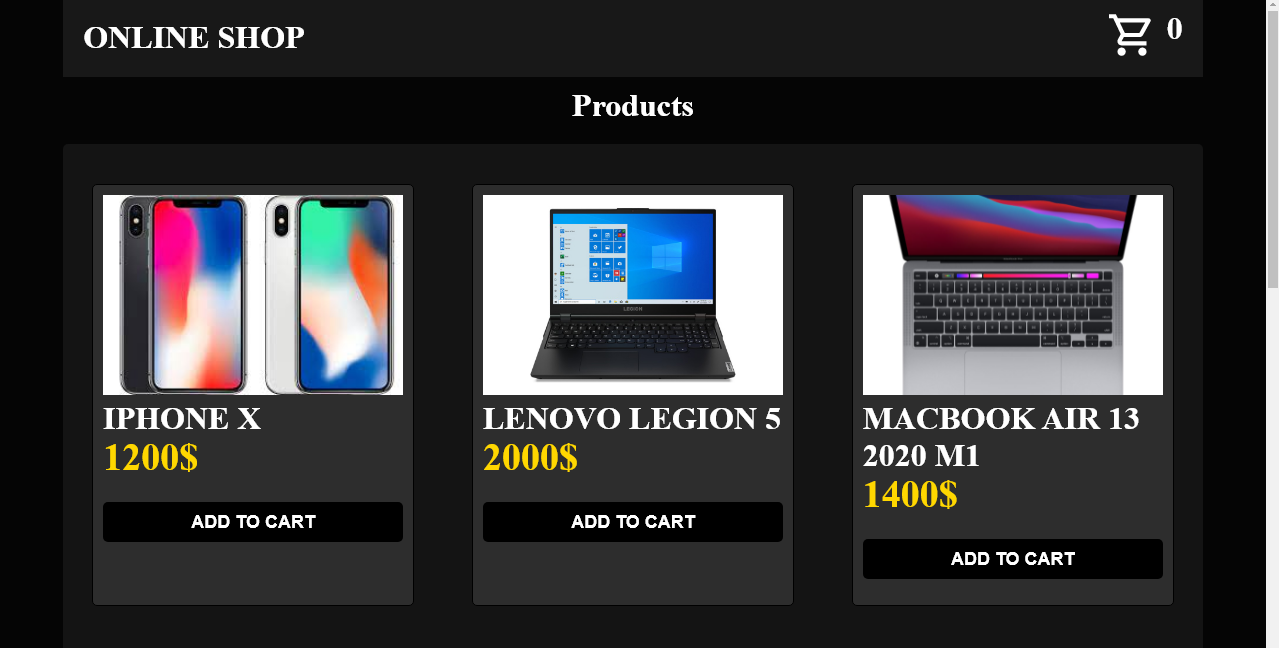 ONLINE SHOP
0
Products
LEGION
IPHONE X
1200$
ADD TO CART
LENOVO LEGION 5
2000$
ADD TO CART
MACBOOK AIR 13
2020 M1
1400$
ADD TO CART